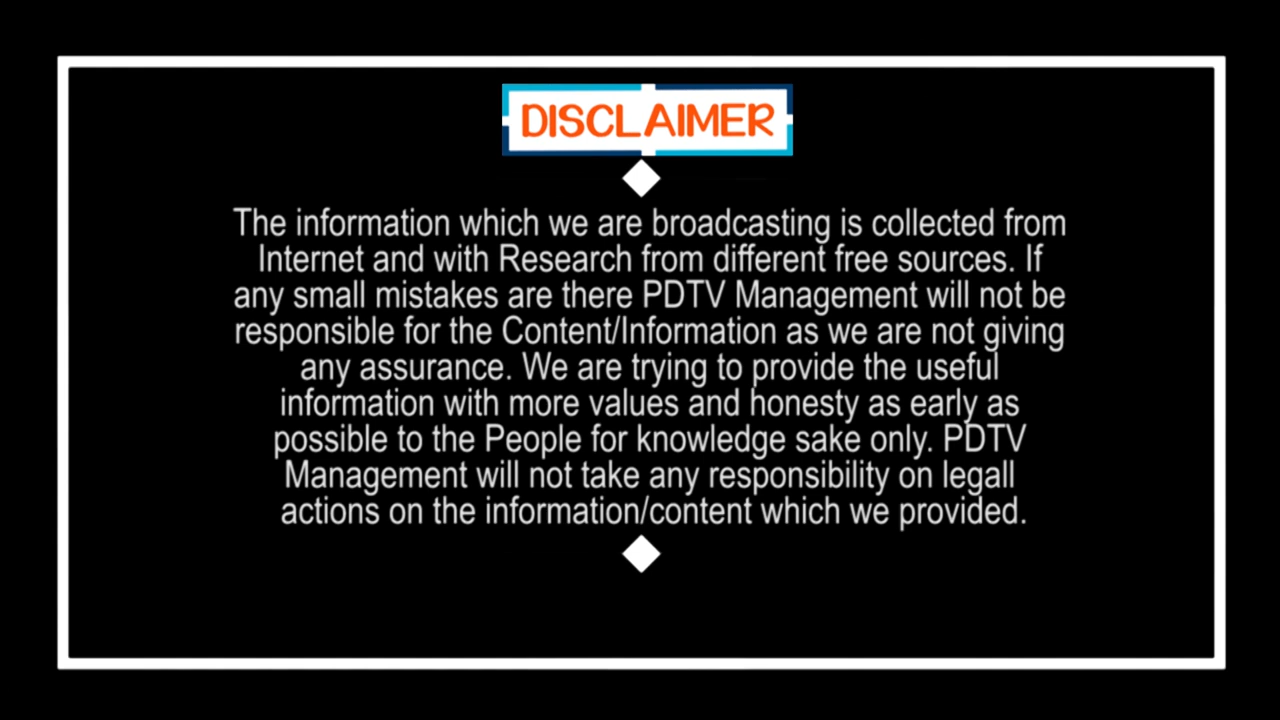 DISCLAIMER
The information which we are broadcasting is collected from
Internet and with Research from different free sources. If
any small mistakes are there PDTV Management will not be
responsible for the Content/Information as we are not giving
any assurance. We are trying to provide the useful
information with more values and honesty as early as
possible to the People for knowledge sake only. PDTV
Management will not take any responsibility on legall
actions on the information/content which we provided.